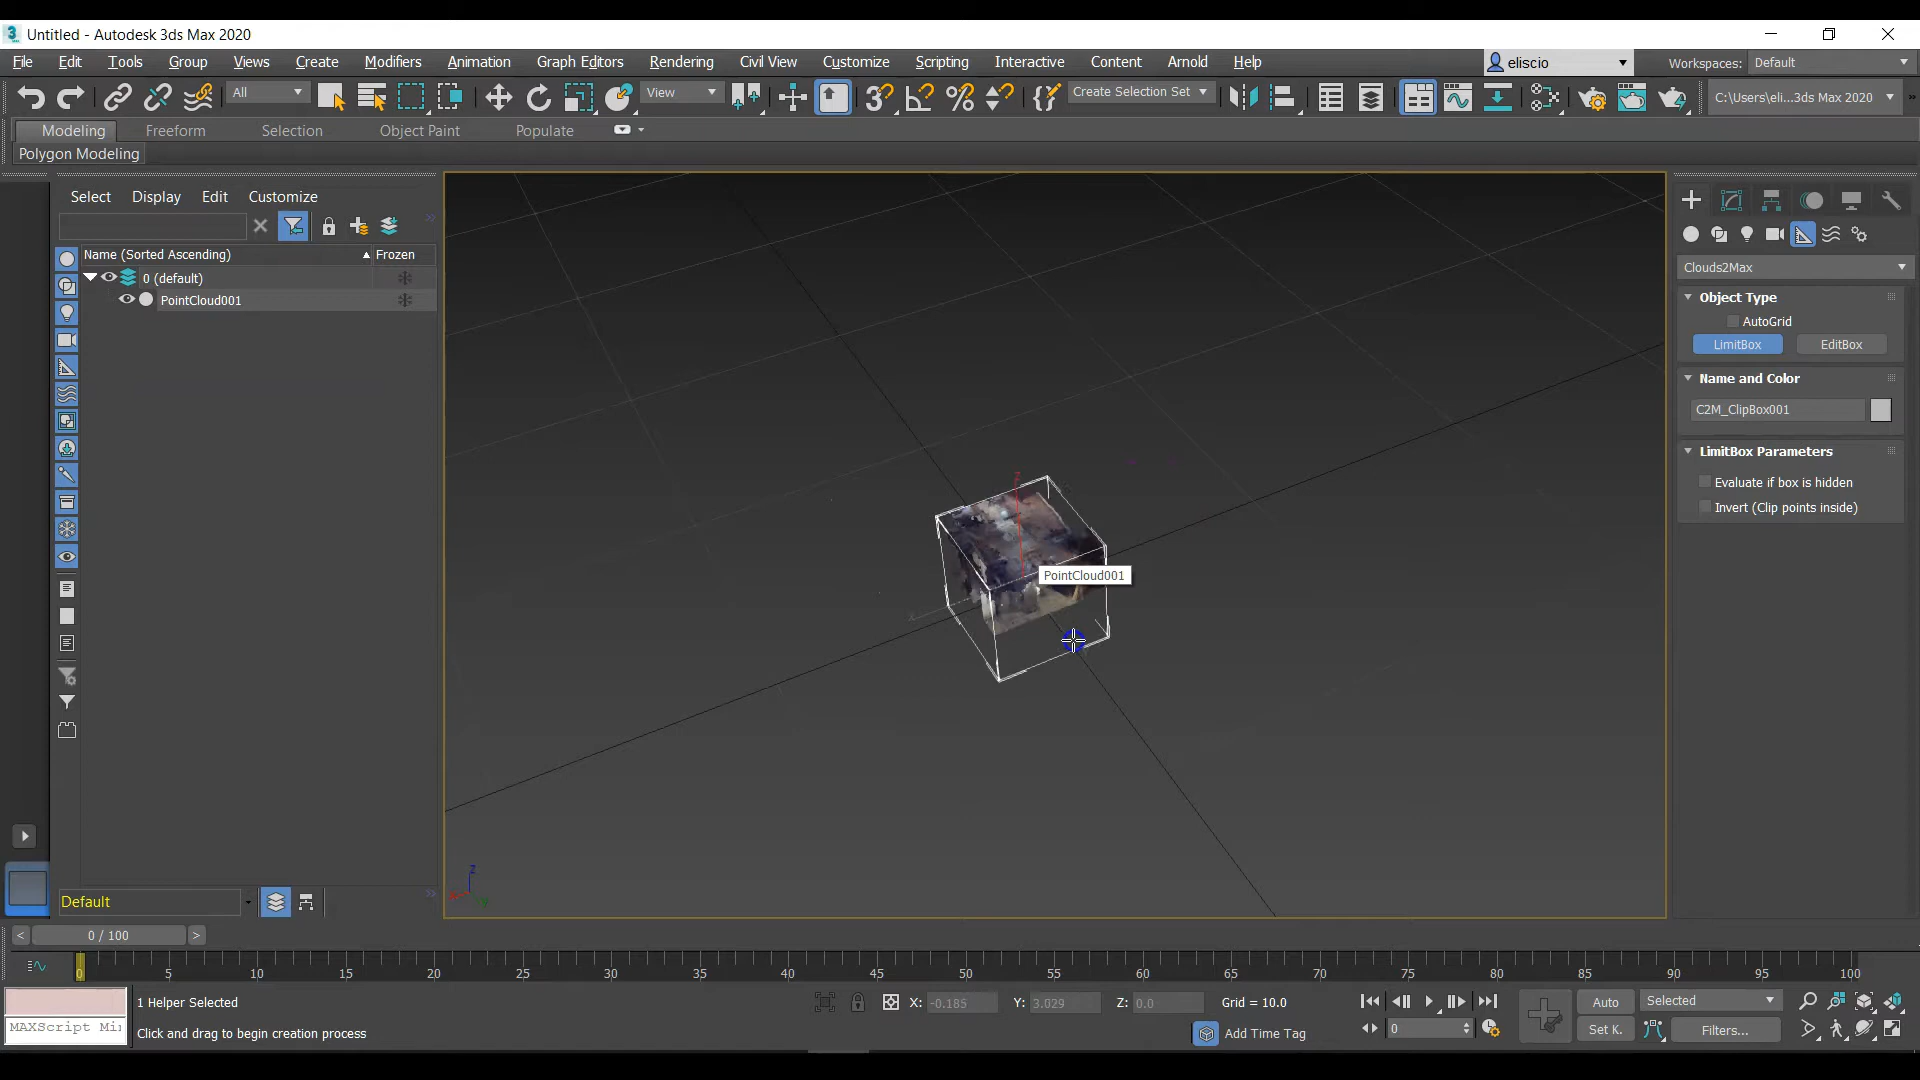 Untitled - Autodesk 3ds Max 2020
File Edit Tools Group Views Create Modifiers Animation Graph Editors Rendering Civil View Customize Scripting Interactive Content Arnold Help eliscio Workspaces: Default
All View Create Selection Set C:\Users\eli...3ds Max 2020
Modeling Freeform Selection Object Paint Populate
Polygon Modeling
Select Display Edit Customize
Name (Sorted Ascending) Frozen
0 (default)
PointCloud001
Clouds2Max
Object Type
AutoGrid
LimitBox EditBox
Name and Color
C2M_ClipBox001
LimitBox Parameters
Evaluate if box is hidden
Invert (Clip points inside)
PointCloud001
z
x
z
x y
Default
< 0 / 100 >
0 5 10 15 20 25 30 35 40 45 50 55 60 65 70 75 80 85 90 95 100
1 Helper Selected X: -0.185 Y: 3.029 Z: 0.0 Grid = 10.0 Auto Selected
MAXScript Mi Click and drag to begin creation process Add Time Tag 0 Set K. Filters...